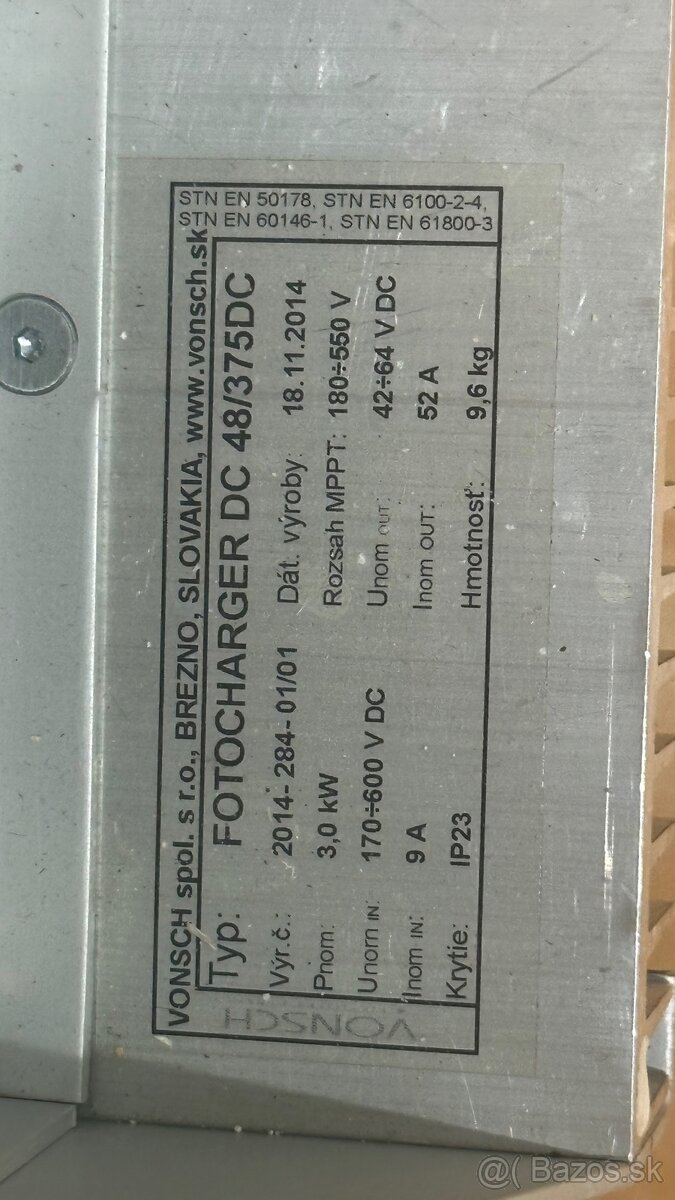 VONSCH spol. s r.o., BREZNO, SLOVAKIA, www.vonsch.sk
Typ: FOTOCHARGER DC 48/375DC
Výr.č.: 2014-284-01/01 Dát. výroby: 18.11.2014
Pnom: 3,0 kW Rozsah MPPT: 180÷550 V
Unom IN: 170÷600 V DC Unom OUT: 42÷64 V DC
Inom IN: 9 A Inom OUT: 52 A
Krytie: IP23 Hmotnosť: 9,6 kg
VONSCH
STN EN 50178, STN EN 6100-2-4,
STN EN 60146-1, STN EN 61800-3
@( Bazos.sk